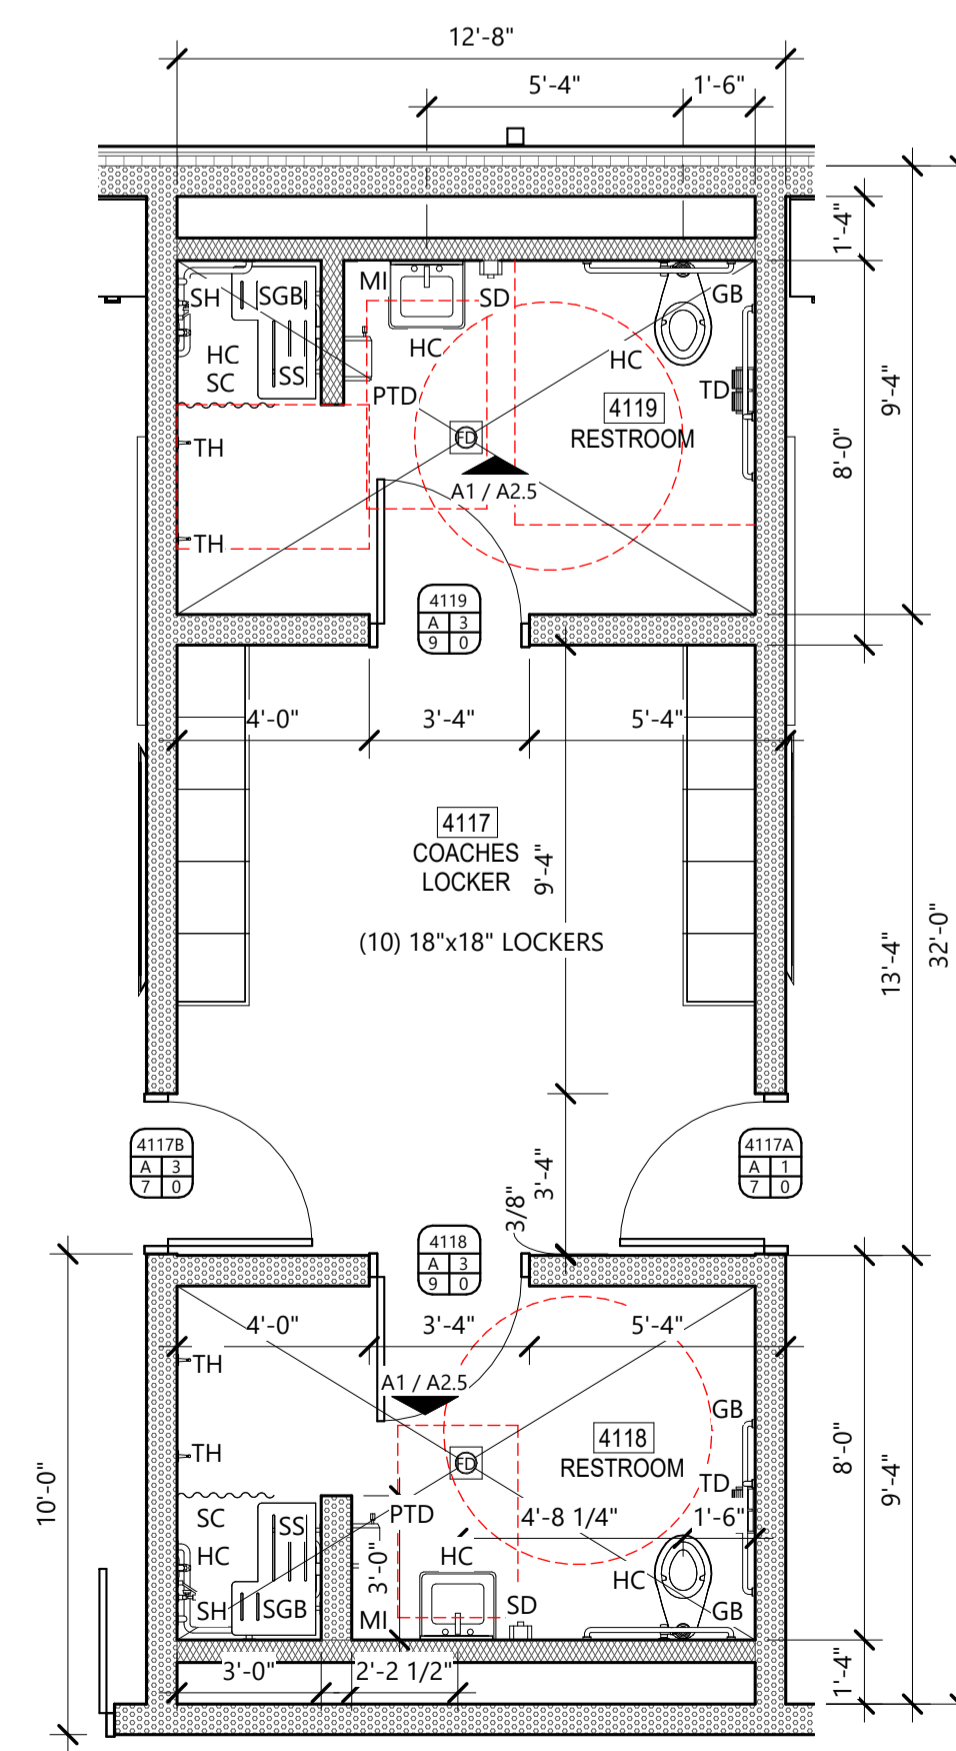 12'-8"
5'-4"
1'-6"
1'-4"
MI
SH
SGB
SD
GB
HC
HC
HC
SC
SS
PTD
TD
9'-4"
4119
RESTROOM
FD
TH
8'-0"
A1 / A2.5
TH
4119
A 3
9 0
4'-0"
3'-4"
5'-4"
4117
COACHES
LOCKER
9'-4"
(10) 18"x18" LOCKERS
13'-4"
32'-0"
4117B
A 3
7 0
4117A
A 1
7 0
3'-4"
3/8"
4118
A 3
9 0
4'-0"
3'-4"
5'-4"
TH
A1 / A2.5
GB
4118
RESTROOM
TH
FD
8'-0"
9'-4"
10'-0"
TD
SC
PTD
4'-8 1/4"
1'-6"
SS
HC
HC
3'-0"
HC
SH
SGB
MI
SD
GB
3'-0"
2'-2 1/2"
1'-4"